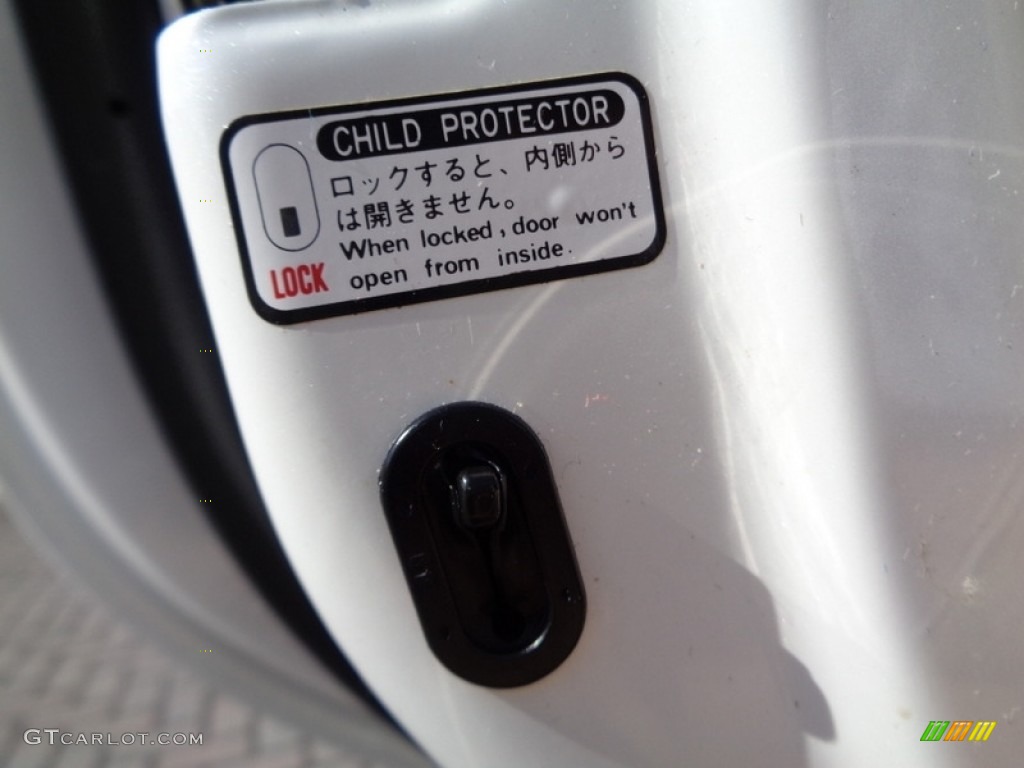 CHILD PROTECTOR
ロックすると、内側から
は開きません。
When locked, door won't
open from inside.
LOCK
GTCARLOT.COM